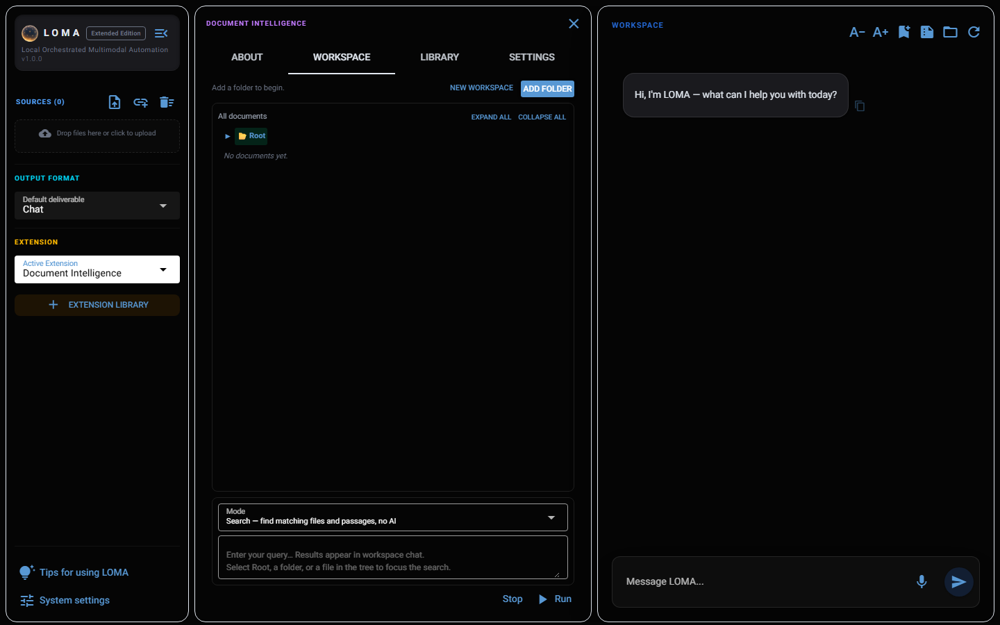 LOMA
Extended Edition
Local Orchestrated Multimodal Automation
v1.0.0
SOURCES (0)
Drop files here or click to upload
OUTPUT FORMAT
Default deliverable
Chat
EXTENSION
Active Extension
Document Intelligence
EXTENSION LIBRARY
Tips for using LOMA
System settings
DOCUMENT INTELLIGENCE
ABOUT
WORKSPACE
LIBRARY
SETTINGS
Add a folder to begin.
NEW WORKSPACE
ADD FOLDER
All documents
EXPAND ALL
COLLAPSE ALL
Root
No documents yet.
Mode
Search — find matching files and passages, no AI
Enter your query... Results appear in workspace chat.
Select Root, a folder, or a file in the tree to focus the search.
Stop
Run
WORKSPACE
A−
A+
Hi, I'm LOMA — what can I help you with today?
Message LOMA...